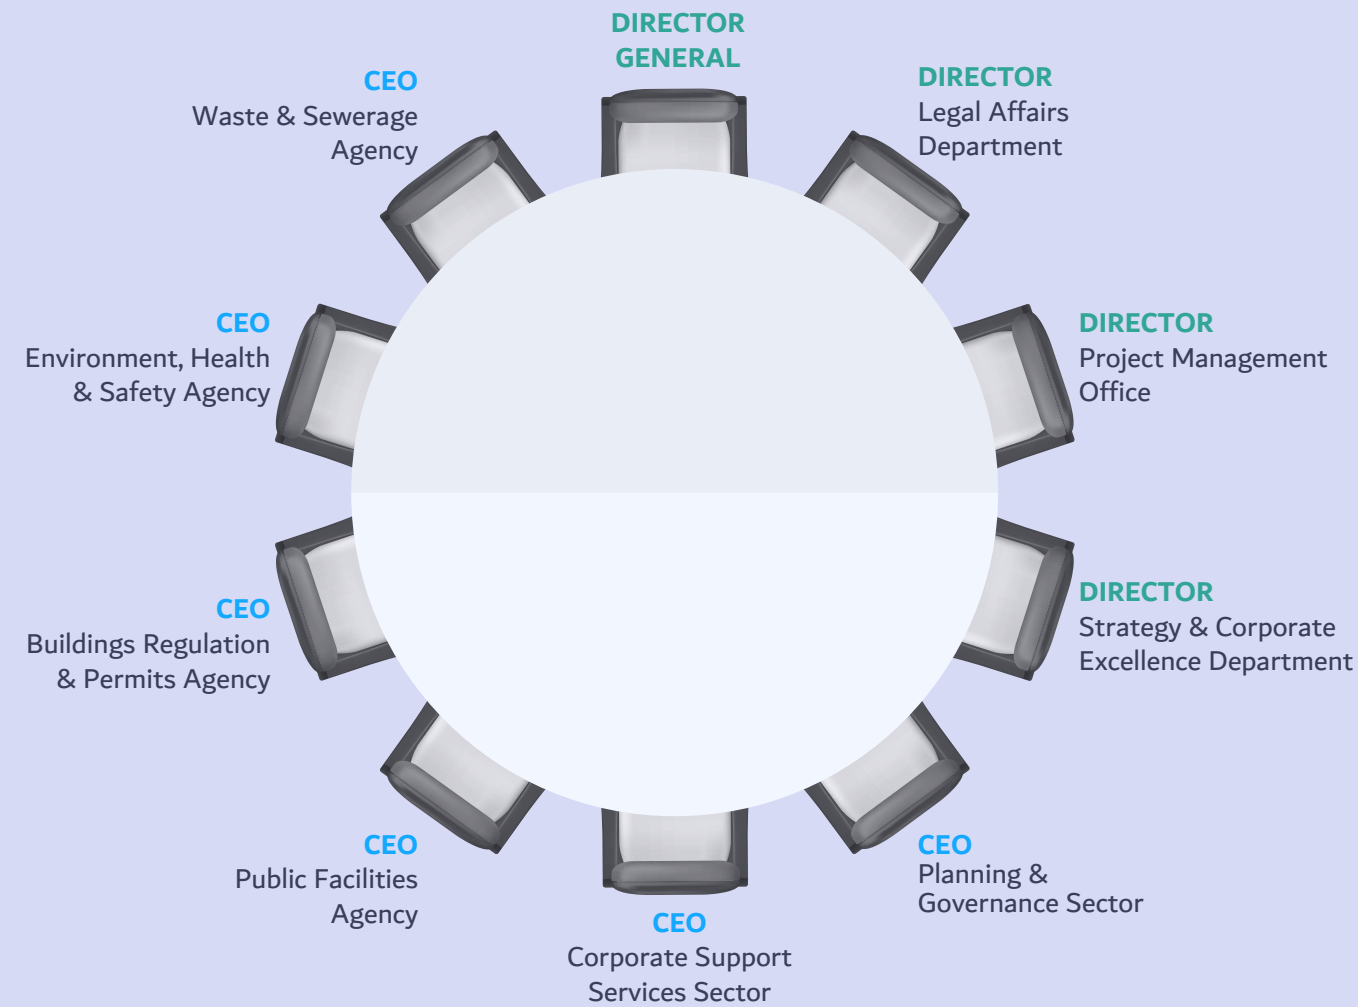 DIRECTOR
GENERAL
DIRECTOR
Legal Affairs
Department
DIRECTOR
Project Management
Office
DIRECTOR
Strategy & Corporate
Excellence Department
CEO
Planning &
Governance Sector
CEO
Corporate Support
Services Sector
CEO
Public Facilities
Agency
CEO
Buildings Regulation
& Permits Agency
CEO
Environment, Health
& Safety Agency
CEO
Waste & Sewerage
Agency